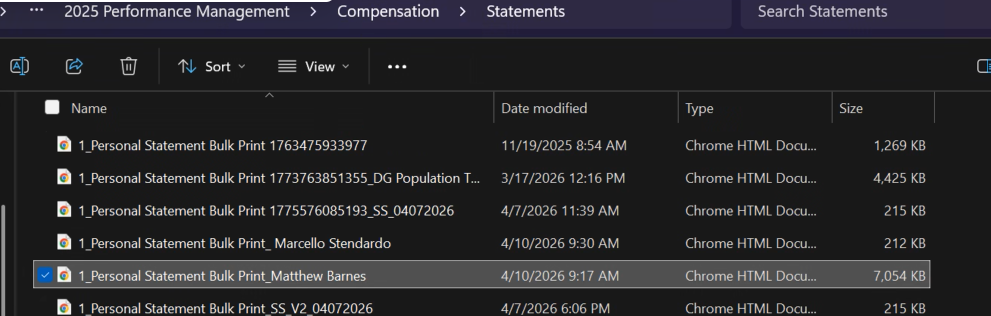 2025 Performance Management > Compensation > Statements Search Statements
Sort View
Name Date modified Type Size
1_Personal Statement Bulk Print 1763475933977 11/19/2025 8:54 AM Chrome HTML Docu... 1,269 KB
1_Personal Statement Bulk Print 1773763851355_DG Population T... 3/17/2026 12:16 PM Chrome HTML Docu... 4,425 KB
1_Personal Statement Bulk Print 1775576085193_SS_04072026 4/7/2026 11:39 AM Chrome HTML Docu... 215 KB
1_Personal Statement Bulk Print_ Marcello Stendardo 4/10/2026 9:30 AM Chrome HTML Docu... 212 KB
1_Personal Statement Bulk Print_Matthew Barnes 4/10/2026 9:17 AM Chrome HTML Docu... 7,054 KB
1_Personal Statement Bulk Print_SS_V2_04072026 4/7/2026 6:06 PM Chrome HTML Docu... 215 KB